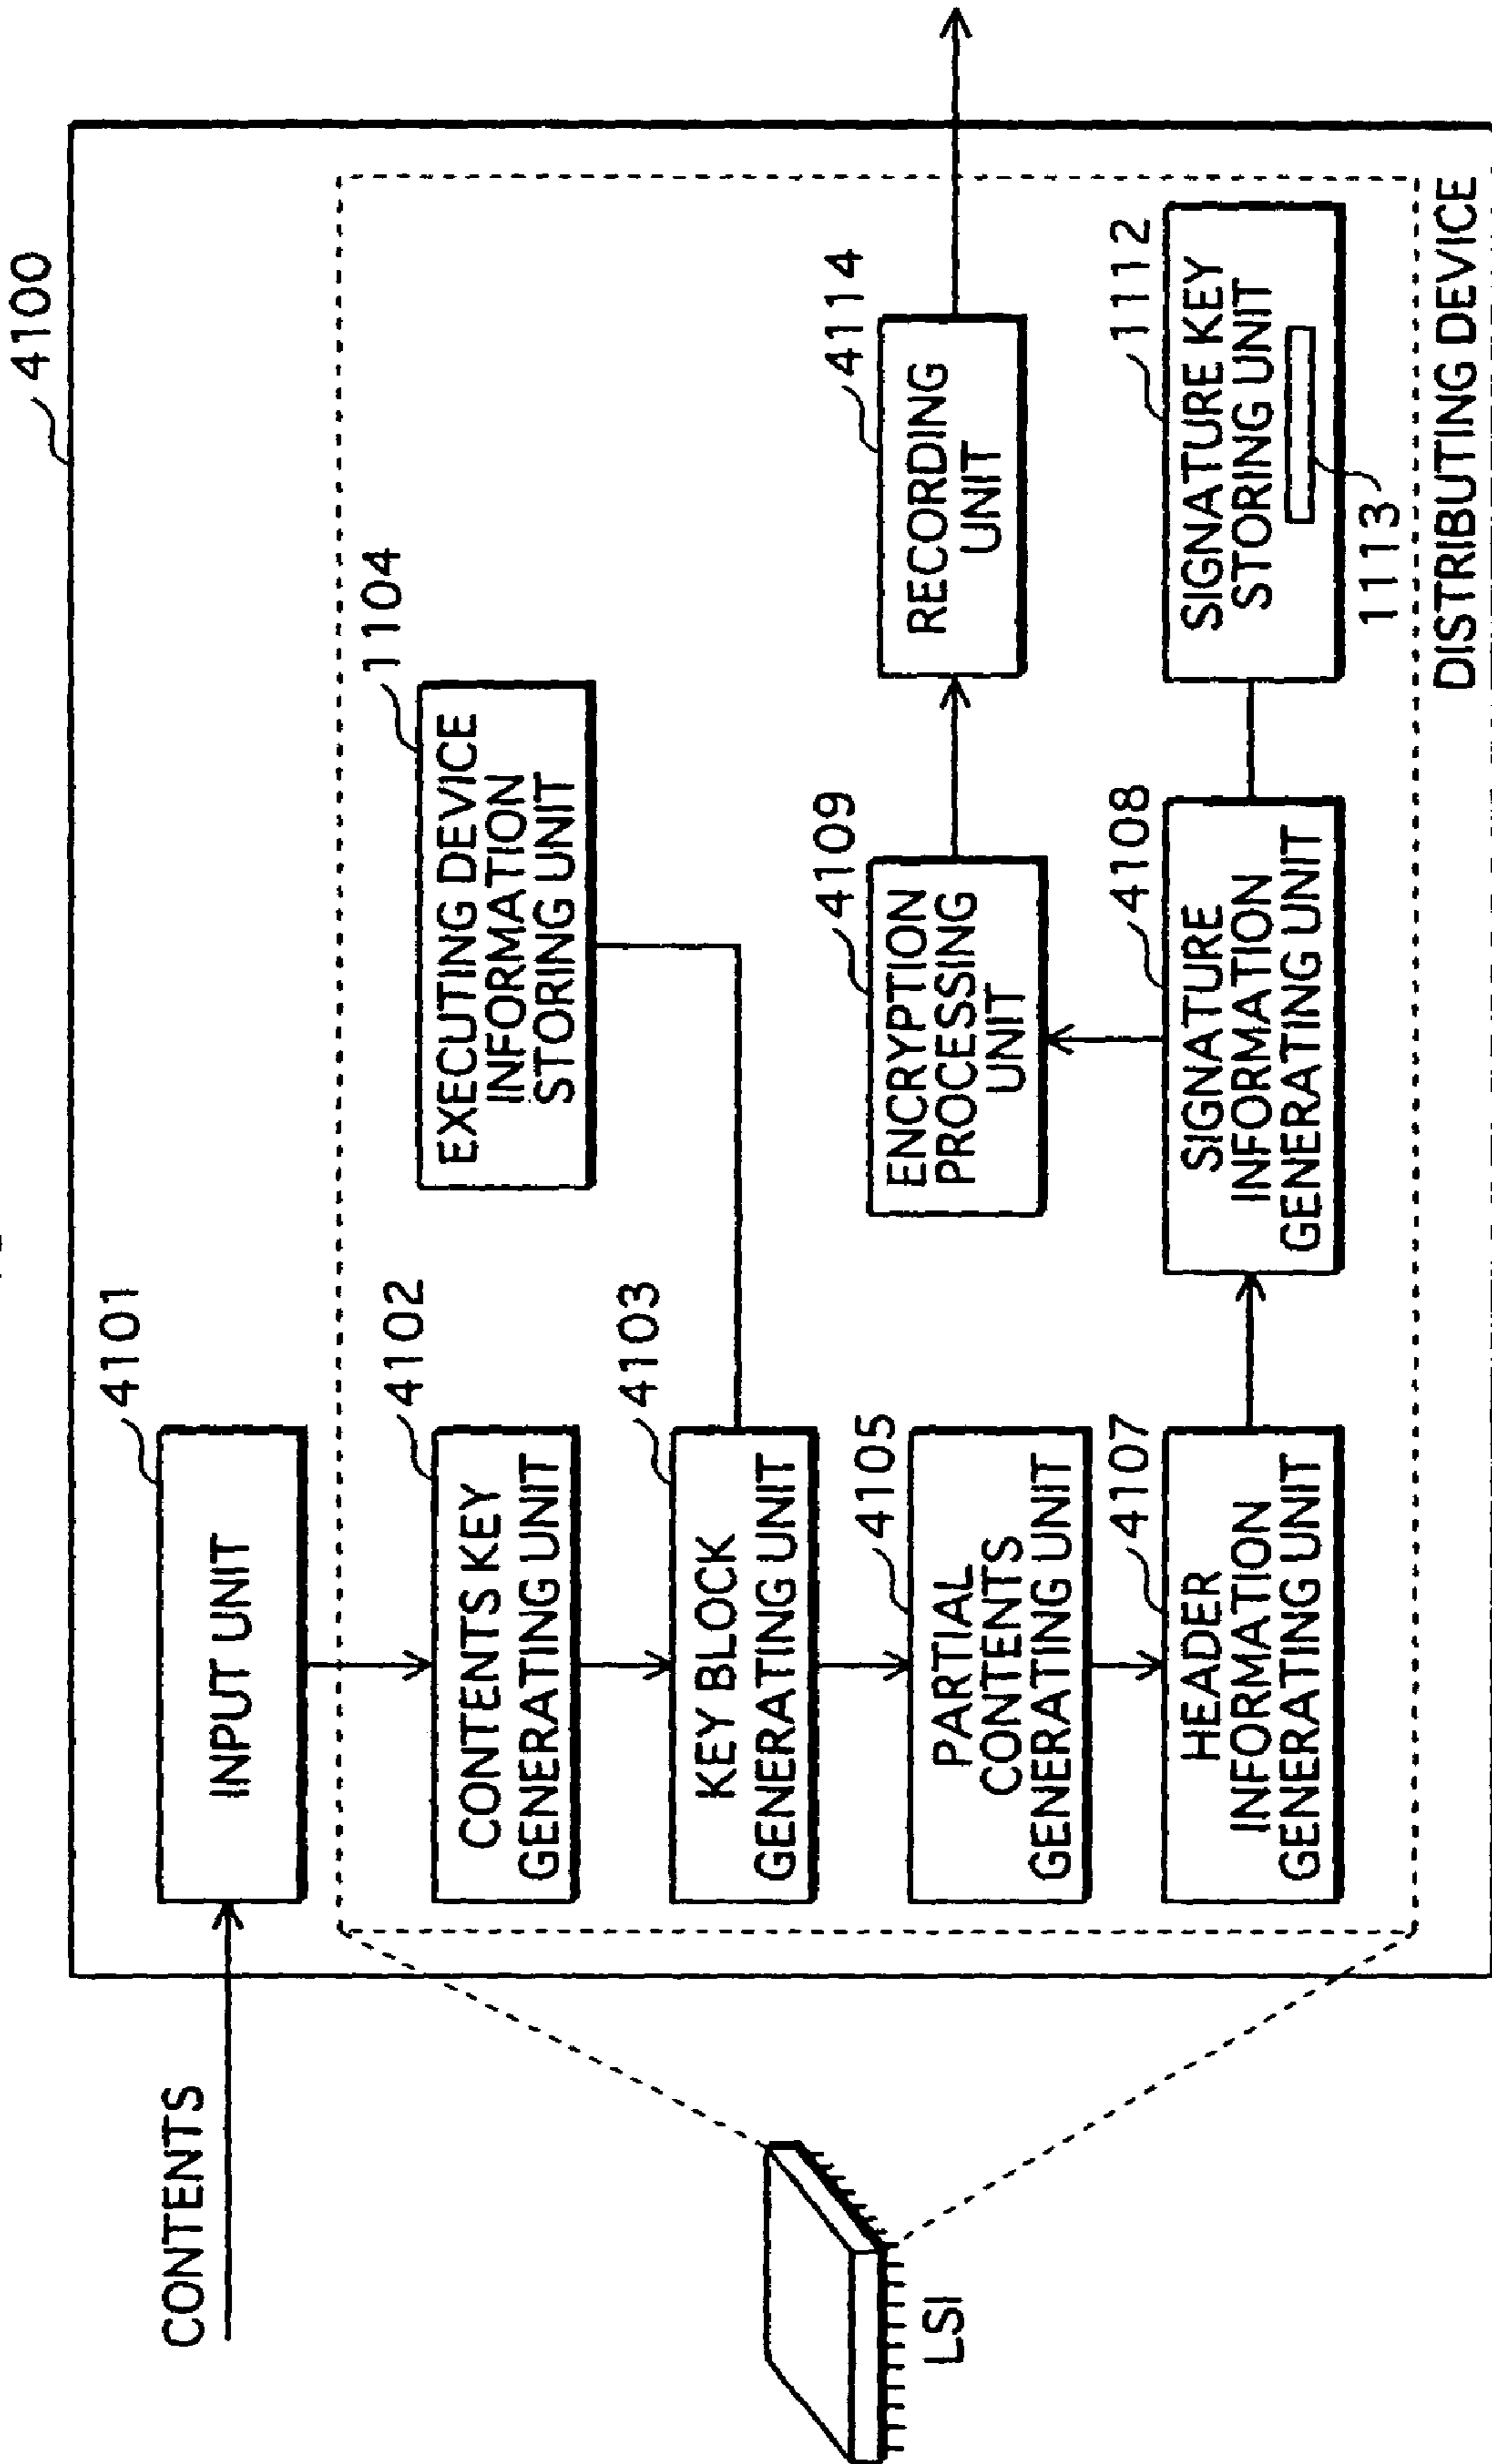 4100
CONTENTS
4101
INPUT UNIT
4102
CONTENTS KEY
GENERATING UNIT
1104
EXECUTING DEVICE
INFORMATION
STORING UNIT
4103
KEY BLOCK
GENERATING UNIT
4105
PARTIAL
CONTENTS
GENERATING UNIT
4109
ENCRYPTION
PROCESSING
UNIT
4114
RECORDING
UNIT
4107
HEADER
INFORMATION
GENERATING UNIT
4108
SIGNATURE
INFORMATION
GENERATING UNIT
1112
SIGNATURE KEY
STORING UNIT
1113
LSI
DISTRIBUTING DEVICE